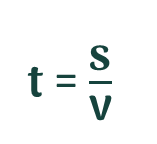 t = s/v